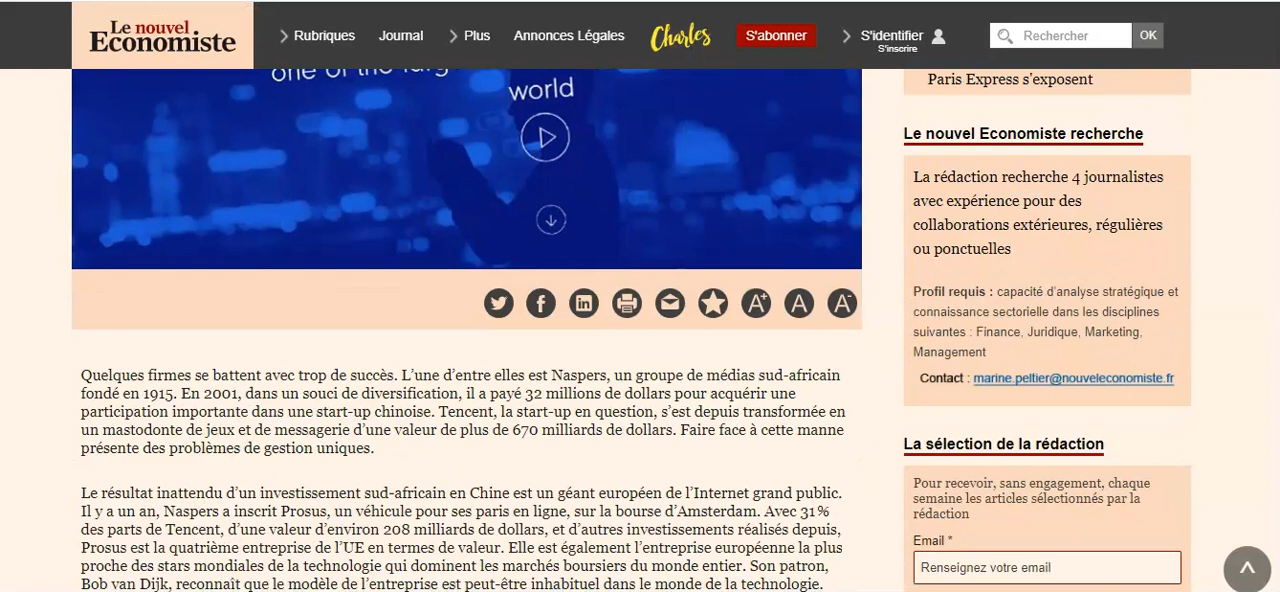 Le nouvel
Economiste
Rubriques
Journal
Plus
Annonces Légales
Charles
S'abonner
S'identifier
S'inscrire
Rechercher
OK
one of the larg
world
A+
A
A-
Quelques firmes se battent avec trop de succès. L’une d’entre elles est Naspers, un groupe de médias sud-africain
fondé en 1915. En 2001, dans un souci de diversification, il a payé 32 millions de dollars pour acquérir une
participation importante dans une start-up chinoise. Tencent, la start-up en question, s’est depuis transformée en
un mastodonte de jeux et de messagerie d’une valeur de plus de 670 milliards de dollars. Faire face à cette manne
présente des problèmes de gestion uniques.
Le résultat inattendu d’un investissement sud-africain en Chine est un géant européen de l’Internet grand public.
Il y a un an, Naspers a inscrit Prosus, un véhicule pour ses paris en ligne, sur la bourse d’Amsterdam. Avec 31 %
des parts de Tencent, d’une valeur d’environ 208 milliards de dollars, et d’autres investissements réalisés depuis,
Prosus est la quatrième entreprise de l’UE en termes de valeur. Elle est également l’entreprise européenne la plus
proche des stars mondiales de la technologie qui dominent les marchés boursiers du monde entier. Son patron,
Bob van Dijk, reconnaît que le modèle de l’entreprise est peut-être inhabituel dans le monde de la technologie.
Paris Express s'exposent
Le nouvel Economiste recherche
La rédaction recherche 4 journalistes
avec expérience pour des
collaborations extérieures, régulières
ou ponctuelles
Profil requis : capacité d’analyse stratégique et
connaissance sectorielle dans les disciplines
suivantes : Finance, Juridique, Marketing,
Management
Contact : marine.peltier@nouveleconomiste.fr
La sélection de la rédaction
Pour recevoir, sans engagement, chaque
semaine les articles sélectionnés par la
rédaction
Email *
Renseignez votre email